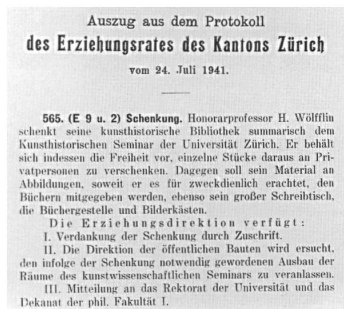 Auszug aus dem Protokoll
des Erziehungsrates des Kantons Zürich
vom 24. Juli 1941.
565. (E 9 u. 2) Schenkung. Honorarprofessor H. Wölfflin
schenkt seine kunsthistorische Bibliothek summarisch dem
Kunsthistorischen Seminar der Universität Zürich. Er behält
sich indessen die Freiheit vor, einzelne Stücke daraus an Pri-
vatpersonen zu verschenken. Dagegen soll sein Material an
Abbildungen, soweit er es für zweckdienlich erachtet, den
Büchern mitgegeben werden, ebenso sein großer Schreibtisch,
die Büchergestelle und Bilderkästen.
Die Erziehungsdirektion verfügt:
I. Verdankung der Schenkung durch Zuschrift.
II. Die Direktion der öffentlichen Bauten wird ersucht,
den infolge der Schenkung notwendig gewordenen Ausbau der
Räume des kunstwissenschaftlichen Seminars zu veranlassen.
III. Mitteilung an das Rektorat der Universität und das
Dekanat der phil. Fakultät I.